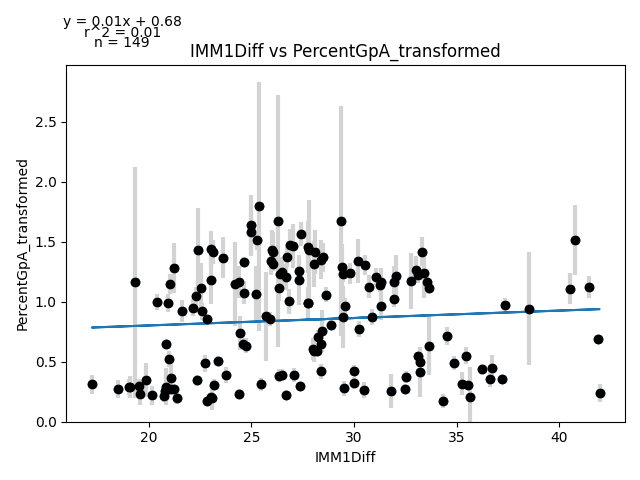 y = 0.01x + 0.68
r^2 = 0.01
n = 149
IMM1Diff vs PercentGpA_transformed
PercentGpA_transformed
2.5
2.0
1.5
1.0
0.5
0.0
20 25 30 35 40
IMM1Diff